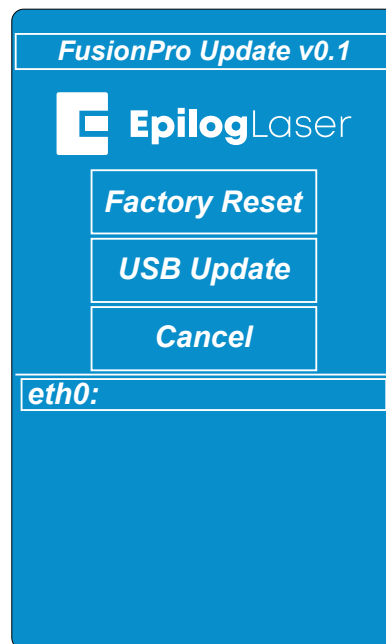 FusionPro Update v0.1
EpilogLaser
Factory Reset
USB Update
Cancel
eth0: